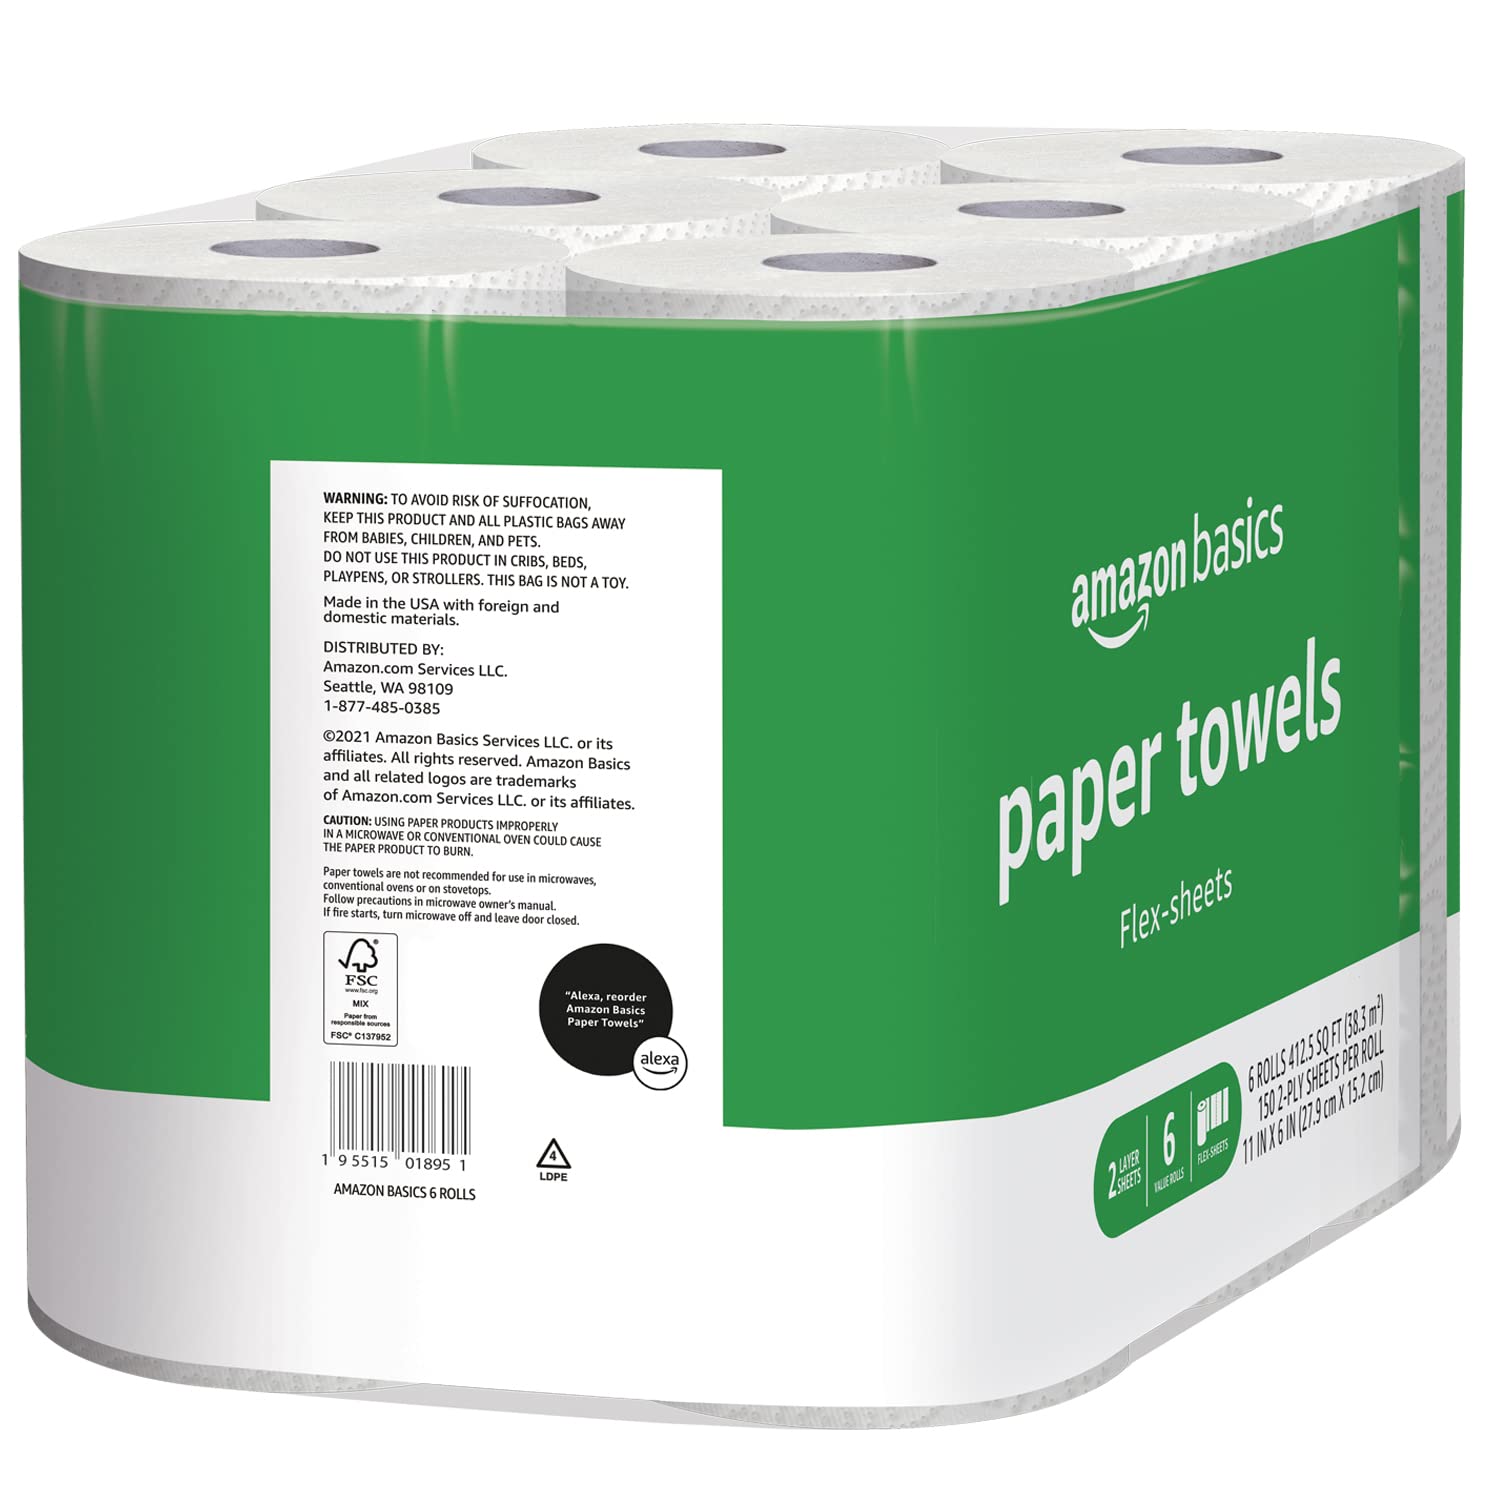 WARNING: TO AVOID RISK OF SUFFOCATION,
KEEP THIS PRODUCT AND ALL PLASTIC BAGS AWAY
FROM BABIES, CHILDREN, AND PETS.
DO NOT USE THIS PRODUCT IN CRIBS, BEDS,
PLAYPENS, OR STROLLERS. THIS BAG IS NOT A TOY.
Made in the USA with foreign and
domestic materials.
DISTRIBUTED BY:
Amazon.com Services LLC.
Seattle, WA 98109
1-877-485-0385
©2021 Amazon Basics Services LLC. or its
affiliates. All rights reserved. Amazon Basics
and all related logos are trademarks
of Amazon.com Services LLC. or its affiliates.
CAUTION: USING PAPER PRODUCTS IMPROPERLY
IN A MICROWAVE OR CONVENTIONAL OVEN COULD CAUSE
THE PAPER PRODUCT TO BURN.
Paper towels are not recommended for use in microwaves,
conventional ovens or on stovetops.
Follow precautions in microwave owner's manual.
If fire starts, turn microwave off and leave door closed.
®
FSC
www.fsc.org
MIX
Paper from
responsible sources
FSC® C137952
"Alexa, reorder
Amazon Basics
Paper Towels"
alexa
1 95515 01895 1
AMAZON BASICS 6 ROLLS
4
LDPE
amazon basics
paper towels
Flex-sheets
2 LAYER
SHEETS
6
VALUE ROLLS
FLEX-SHEETS
6 ROLLS 412.5 SQ FT (38.3 m²)
150 2-PLY SHEETS PER ROLL
11 IN X 6 IN (27.9 cm X 15.2 cm)